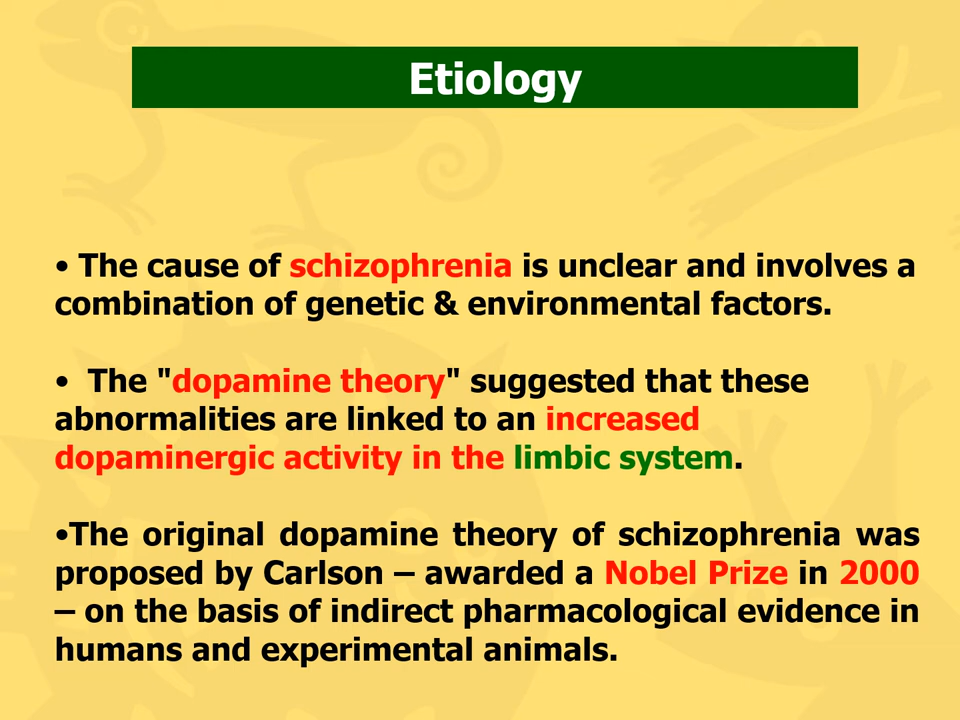 Etiology
• The cause of schizophrenia is unclear and involves a
combination of genetic & environmental factors.
• The "dopamine theory" suggested that these
abnormalities are linked to an increased
dopaminergic activity in the limbic system.
•The original dopamine theory of schizophrenia was
proposed by Carlson – awarded a Nobel Prize in 2000
– on the basis of indirect pharmacological evidence in
humans and experimental animals.